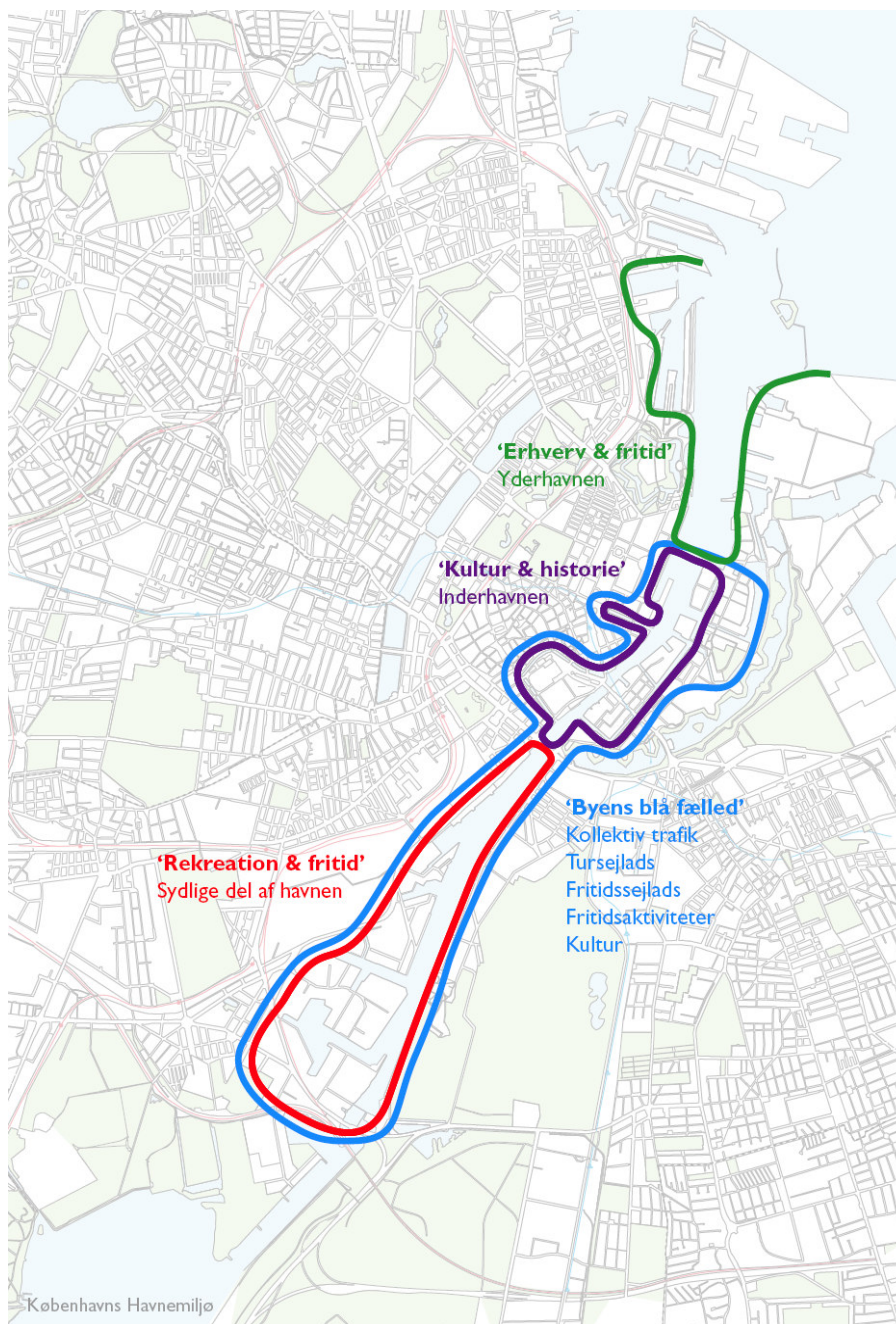 ‘Erhverv & fritid’
Yderhavnen
‘Kultur & historie’
Inderhavnen
‘Byens blå fælled’
Kollektiv trafik
Tursejlads
Fritidssejlads
Fritidsaktiviteter
Kultur
‘Rekreation & fritid’
Sydlige del af havnen
Københavns Havnemiljø